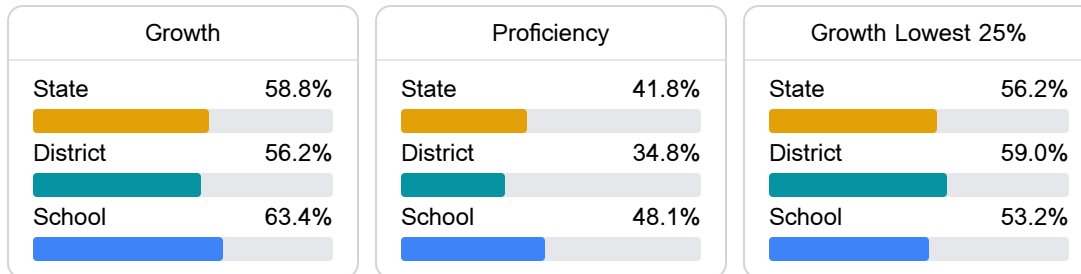 Growth
State 58.8%
District 56.2%
School 63.4%
Proficiency
State 41.8%
District 34.8%
School 48.1%
Growth Lowest 25%
State 56.2%
District 59.0%
School 53.2%